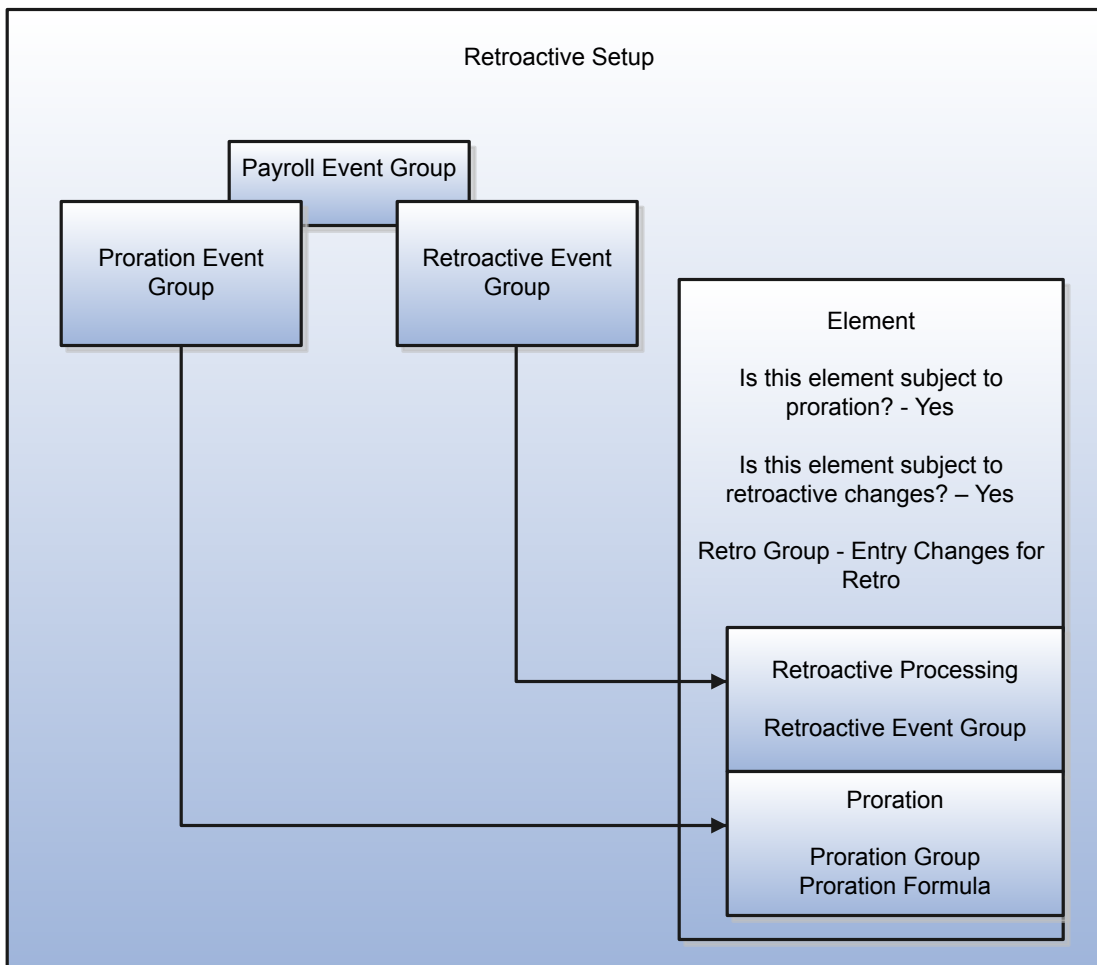 Retroactive Setup
Payroll Event Group
Proration Event
Group
Retroactive Event
Group
Element
Is this element subject to
proration? - Yes
Is this element subject to
retroactive changes? – Yes
Retro Group - Entry Changes for
Retro
Retroactive Processing
Retroactive Event Group
Proration
Proration Group
Proration Formula